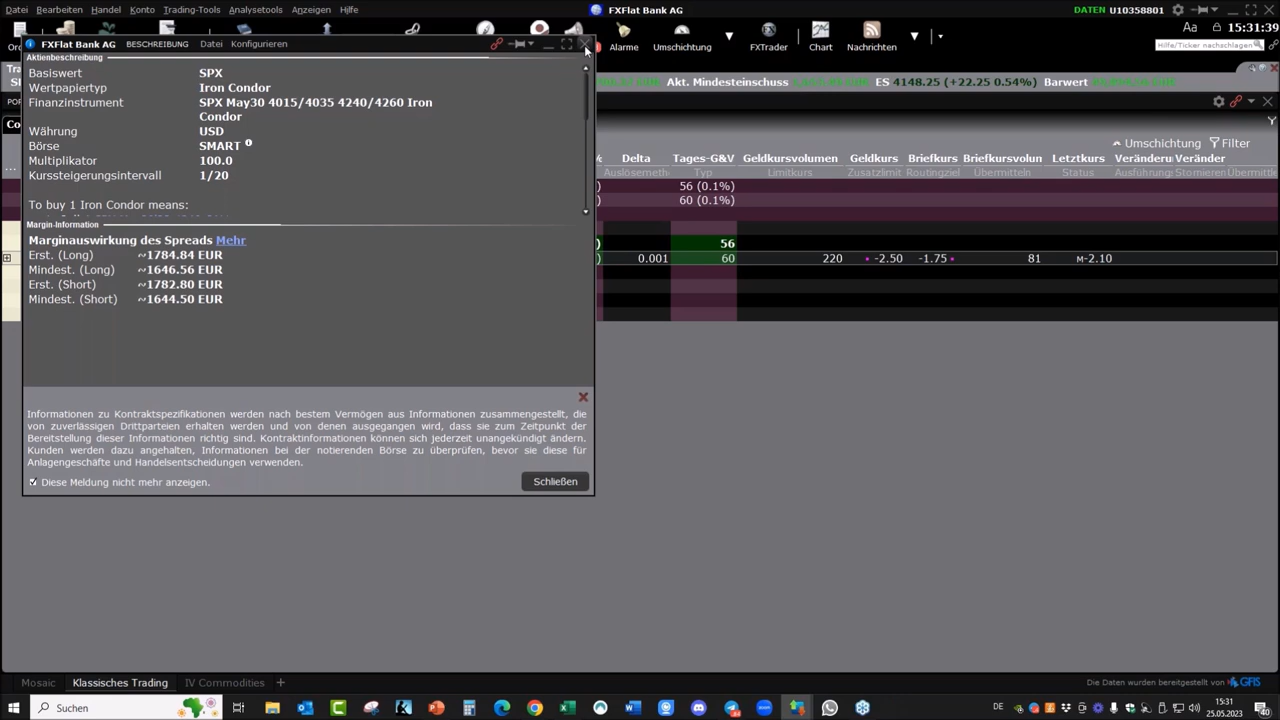 Datei Bearbeiten Handel Konto Trading-Tools Analysetools Anzeigen Hilfe
FXFlat Bank AG
DATEN U10358801
Aa 15:31:39
Alarme Umschichtung FXTrader Chart Nachrichten
Hilfe/Ticker nachschlagen
FXFlat Bank AG BESCHREIBUNG Datei Konfigurieren
Aktienbeschreibung
Basiswert SPX
Wertpapiertyp Iron Condor
Finanzinstrument SPX May30 4015/4035 4240/4260 Iron
Condor
Währung USD
Börse SMART
Multiplikator 100.0
Kurssteigerungsintervall 1/20
To buy 1 Iron Condor means:
Margin-Information
Marginauswirkung des Spreads Mehr
Erst. (Long) ~1784.84 EUR
Mindest. (Long) ~1646.56 EUR
Erst. (Short) ~1782.80 EUR
Mindest. (Short) ~1644.50 EUR
Informationen zu Kontraktspezifikationen werden nach bestem Vermögen aus Informationen zusammengestellt, die
von zuverlässigen Drittparteien erhalten werden und von denen ausgegangen wird, dass sie zum Zeitpunkt der
Bereitstellung dieser Informationen richtig sind. Kontraktinformationen können sich jederzeit unangekündigt ändern.
Kunden werden dazu angehalten, Informationen bei der notierenden Börse zu überprüfen, bevor sie diese für
Anlagengeschäfte und Handelsentscheidungen verwenden.
Diese Meldung nicht mehr anzeigen.
Schließen
Akt. Mindesteinschuss
ES 4148.25 (+22.25 0.54%) Barwert
Umschichtung Filter
Delta Tages-G&V Geldkursvolumen Geldkurs Briefkurs Briefkursvolun Letztkurs Veränderu Veränder
Auslösemeth Typ Limitkurs Zusatzlimit Routingziel Übermitteln Status Ausführung Stornieren Übermittle
56 (0.1%)
60 (0.1%)
56
0.001 60 220 -2.50 -1.75 81 M-2.10
Mosaic Klassisches Trading IV Commodities +
Die Daten wurden bereitgestellt von GFIS
Suchen
DE 15:31
25.05.2023
40